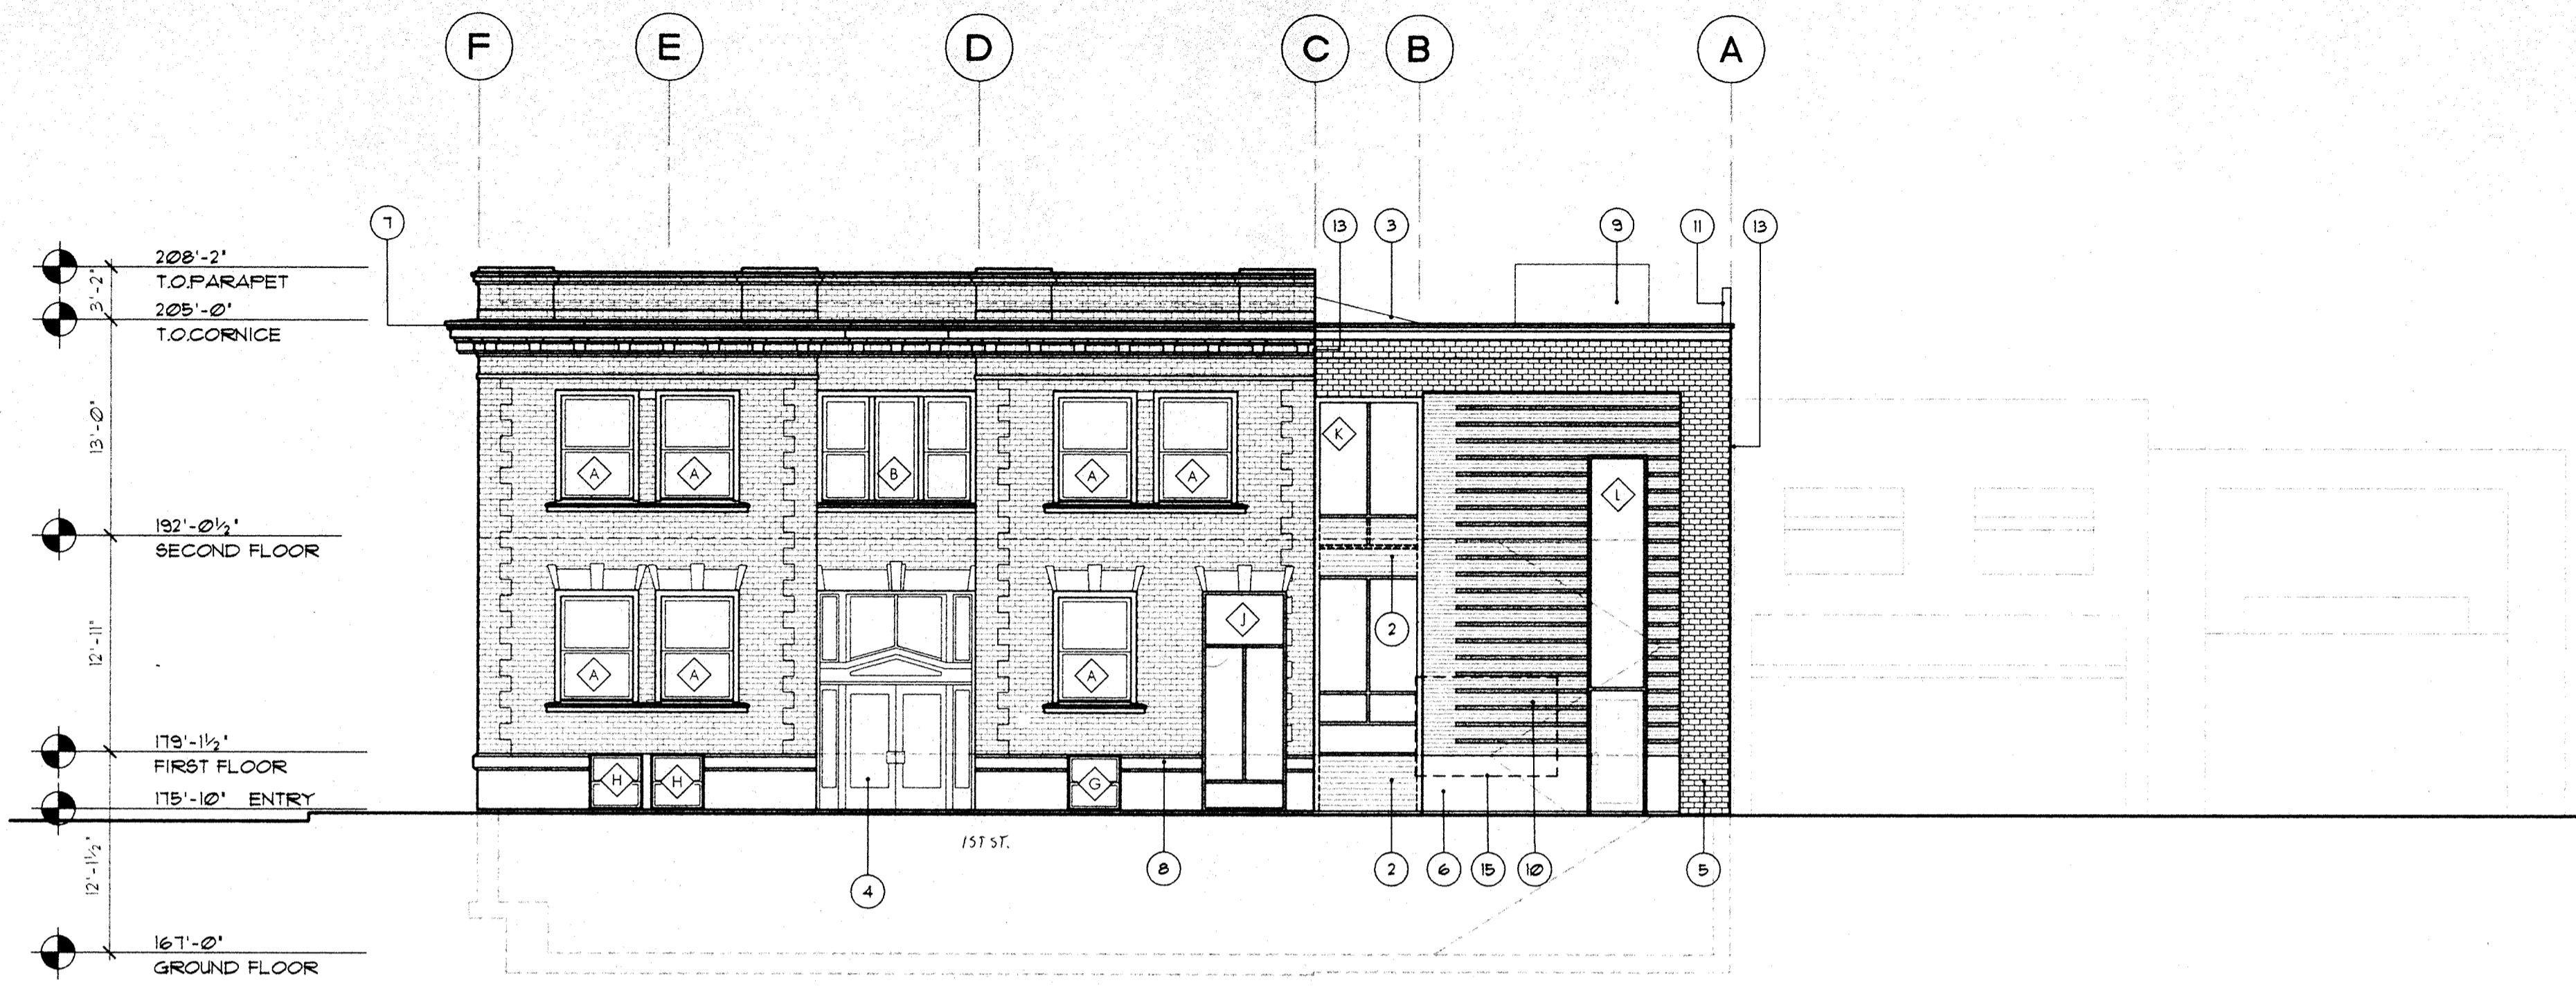 F E D C B A
7 13 3 9 11 13
208'-2"
T.O.PARAPET
3'-2"
205'-0"
T.O.CORNICE
13'-0"
K
A A B A A L
192'-0½"
SECOND FLOOR
J
2
12'-11"
A A A
179'-1½"
FIRST FLOOR
H H G
175'-10" ENTRY
1ST ST.
12'-1½"
4 8 2 6 15 10 5
167'-0"
GROUND FLOOR